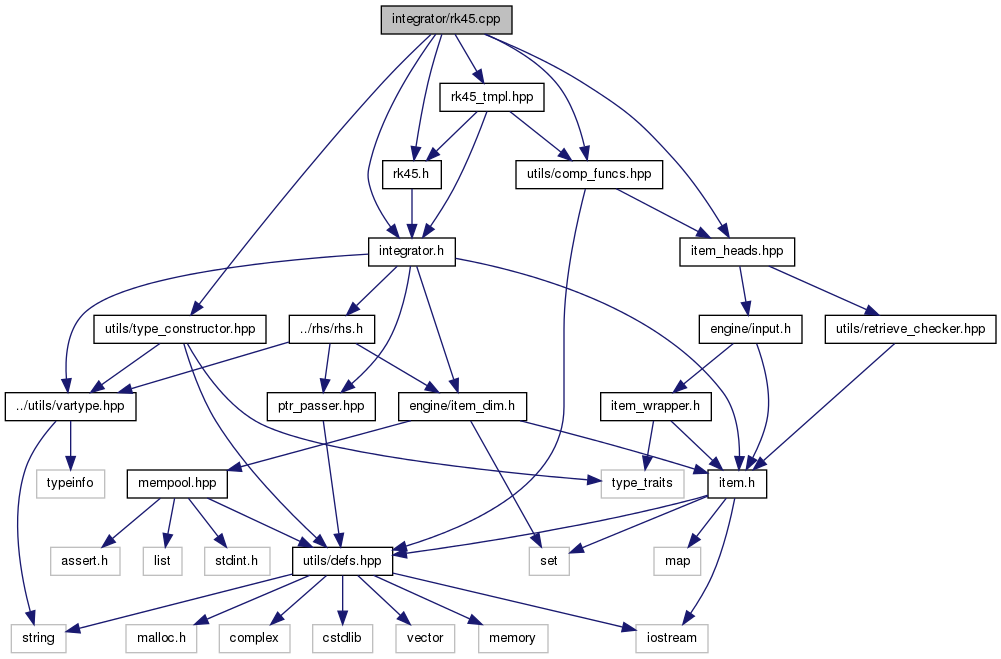 integrator/rk45.cpp
rk45_tmpl.hpp
rk45.h
utils/comp_funcs.hpp
integrator.h
item_heads.hpp
utils/type_constructor.hpp
../rhs/rhs.h
engine/input.h
utils/retrieve_checker.hpp
../utils/vartype.hpp
ptr_passer.hpp
engine/item_dim.h
item_wrapper.h
typeinfo
mempool.hpp
type_traits
item.h
assert.h
list
stdint.h
utils/defs.hpp
set
map
string
malloc.h
complex
cstdlib
vector
memory
iostream